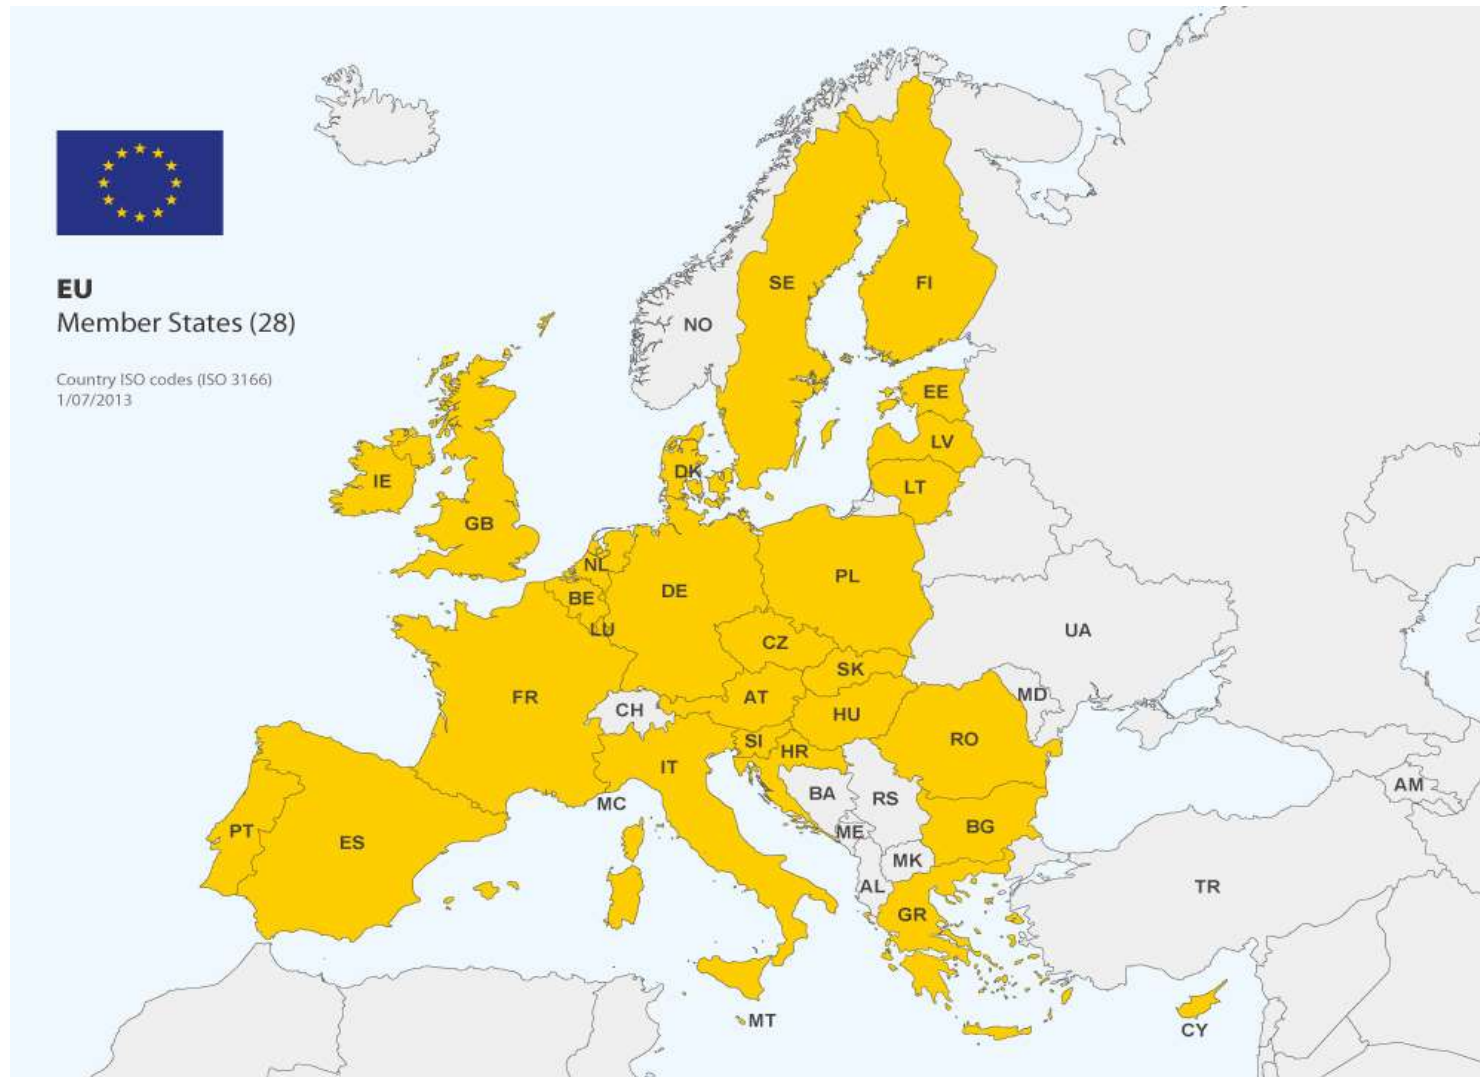 EU
Member States (28)
Country ISO codes (ISO 3166)
1/07/2013
SE
FI
NO
EE
LV
DK
LT
IE
GB
NL
PL
DE
BE
LU
UA
CZ
SK
MD
FR
AT
CH
HU
RO
SI
HR
IT
AM
BA
RS
MC
BG
PT
ME
ES
MK
AL
TR
GR
MT
CY